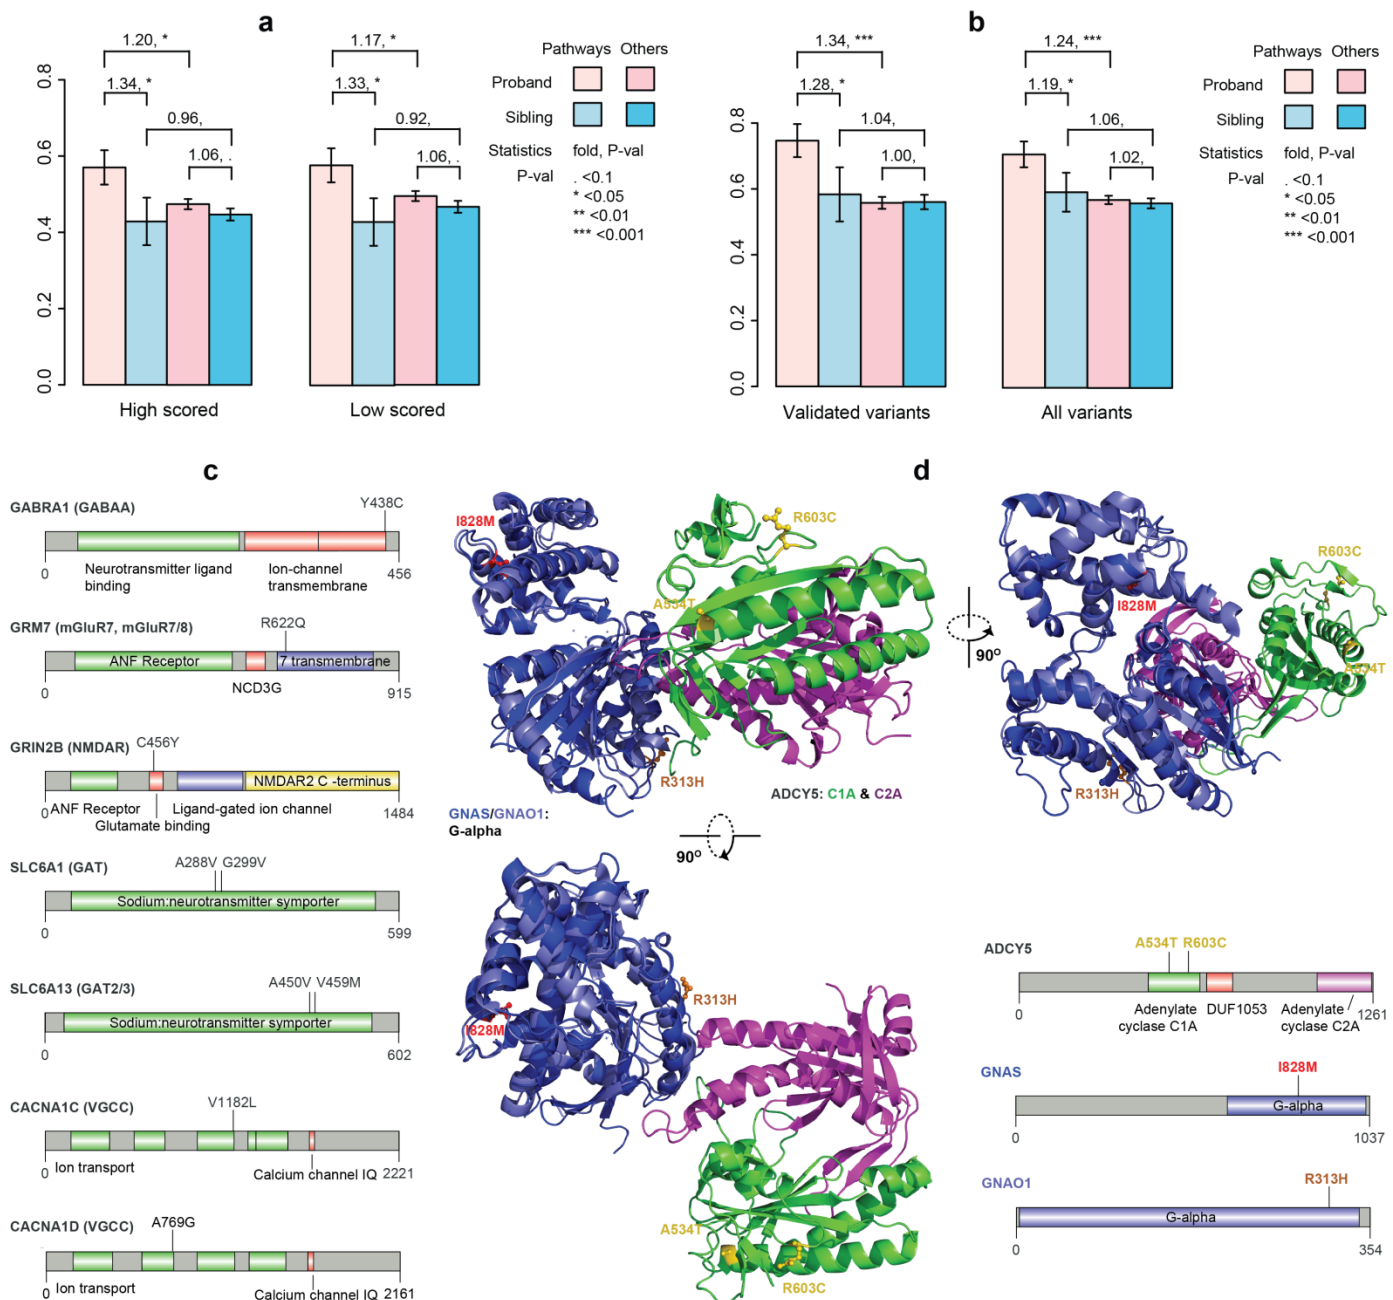 a
b
1.20, *
1.34, *
0.96,
1.06, .
0.8
0.6
0.4
0.2
0.0
High scored
1.17, *
1.33, *
0.92,
1.06, .
Low scored
Pathways Others
Proband
Sibling
Statistics fold, P-val
P-val . <0.1
* <0.05
** <0.01
*** <0.001
1.34, ***
1.28, *
1.04,
1.00,
0.8
0.6
0.4
0.2
0.0
Validated variants
1.24, ***
1.19, *
1.06,
1.02,
All variants
Pathways Others
Proband
Sibling
Statistics fold, P-val
P-val . <0.1
* <0.05
** <0.01
*** <0.001
c
GABRA1 (GABAA)
Y438C
0 456
Neurotransmitter ligand binding
Ion-channel transmembrane
GRM7 (mGluR7, mGluR7/8)
R622Q
ANF Receptor
7 transmembrane
0 915
NCD3G
GRIN2B (NMDAR)
C456Y
NMDAR2 C -terminus
0 1484
ANF Receptor
Glutamate binding
Ligand-gated ion channel
SLC6A1 (GAT)
A288V G299V
Sodium:neurotransmitter symporter
0 599
SLC6A13 (GAT2/3)
A450V V459M
Sodium:neurotransmitter symporter
0 602
CACNA1C (VGCC)
V1182L
0 2221
Ion transport
Calcium channel IQ
CACNA1D (VGCC)
A769G
0 2161
Ion transport
Calcium channel IQ
d
I828M
R603C
A534T
R313H
GNAS/GNAO1:
G-alpha
ADCY5: C1A & C2A
90o
90o
R603C
I828M
A534T
R313H
R313H
I828M
A534T
R603C
ADCY5
A534T R603C
0 1261
Adenylate cyclase C1A
DUF1053
Adenylate cyclase C2A
GNAS
I828M
G-alpha
0 1037
GNAO1
R313H
G-alpha
0 354